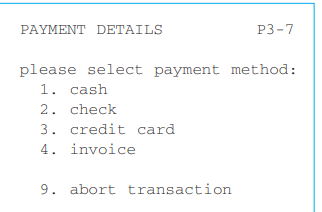 PAYMENT DETAILS P3-7
please select payment method:
1. cash
2. check
3. credit card
4. invoice
9. abort transaction